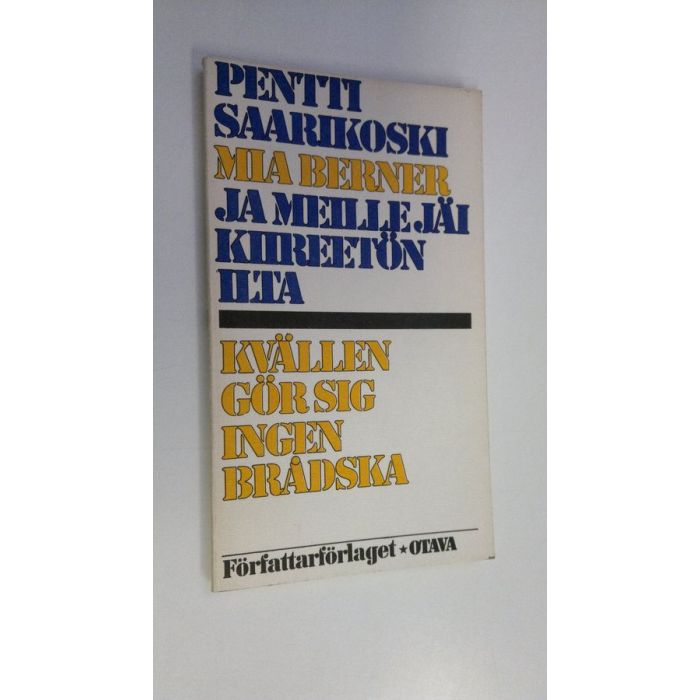 PENTTI
SAARIKOSKI
MIA BERNER
JA MEILLE JÄI
KIIREETÖN
ILTA
KVÄLLEN
GÖR SIG
INGEN
BRÅDSKA
Författarförlaget ★ OTAVA